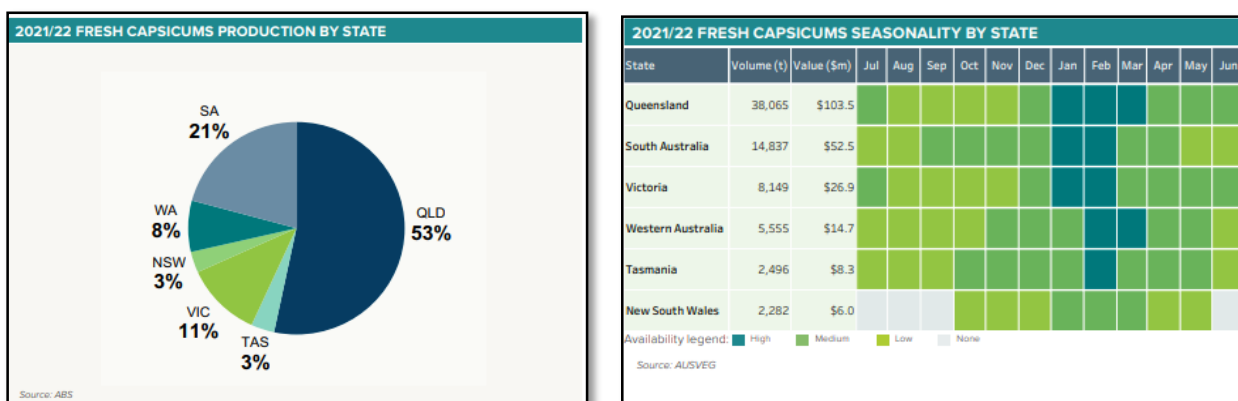 2021/22 FRESH CAPSICUMS PRODUCTION BY STATE
SA
21%
WA
8%
NSW
3%
VIC
11%
TAS
3%
QLD
53%
Source: ABS
2021/22 FRESH CAPSICUMS SEASONALITY BY STATE
State Volume (t) Value ($m) Jul Aug Sep Oct Nov Dec Jan Feb Mar Apr May Jun
Queensland 38,065 $103.5
South Australia 14,837 $52.5
Victoria 8,149 $26.9
Western Australia 5,555 $14.7
Tasmania 2,496 $8.3
New South Wales 2,282 $6.0
Availability legend: High Medium Low None
Source: AUSVEG